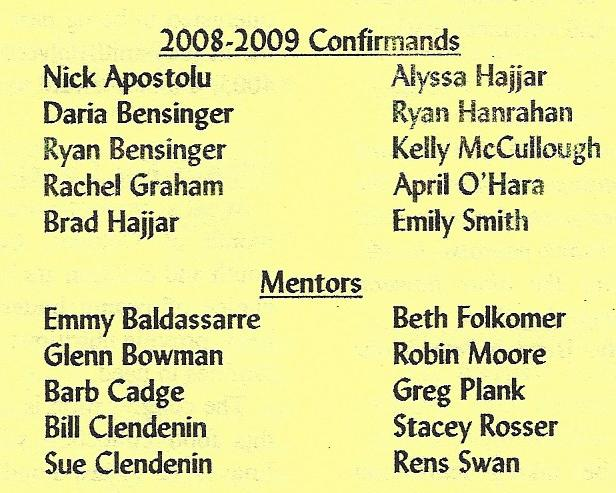 2008-2009 Confirmands
Nick Apostolu Alyssa Hajjar
Daria Bensinger Ryan Hanrahan
Ryan Bensinger Kelly McCullough
Rachel Graham April O'Hara
Brad Hajjar Emily Smith
Mentors
Emmy Baldassarre Beth Folkomer
Glenn Bowman Robin Moore
Barb Cadge Greg Plank
Bill Clendenin Stacey Rosser
Sue Clendenin Rens Swan